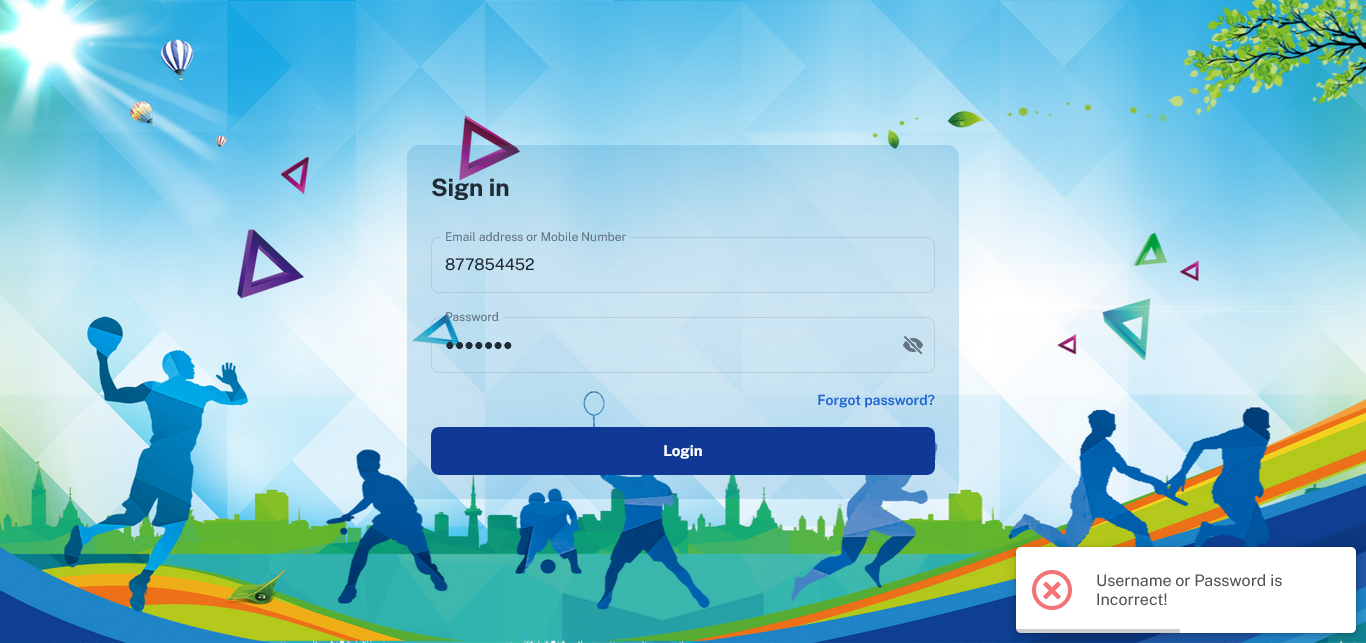 Sign in
Email address or Mobile Number
877854452
Password
•••••••
Forgot password?
Login
Username or Password is
Incorrect!